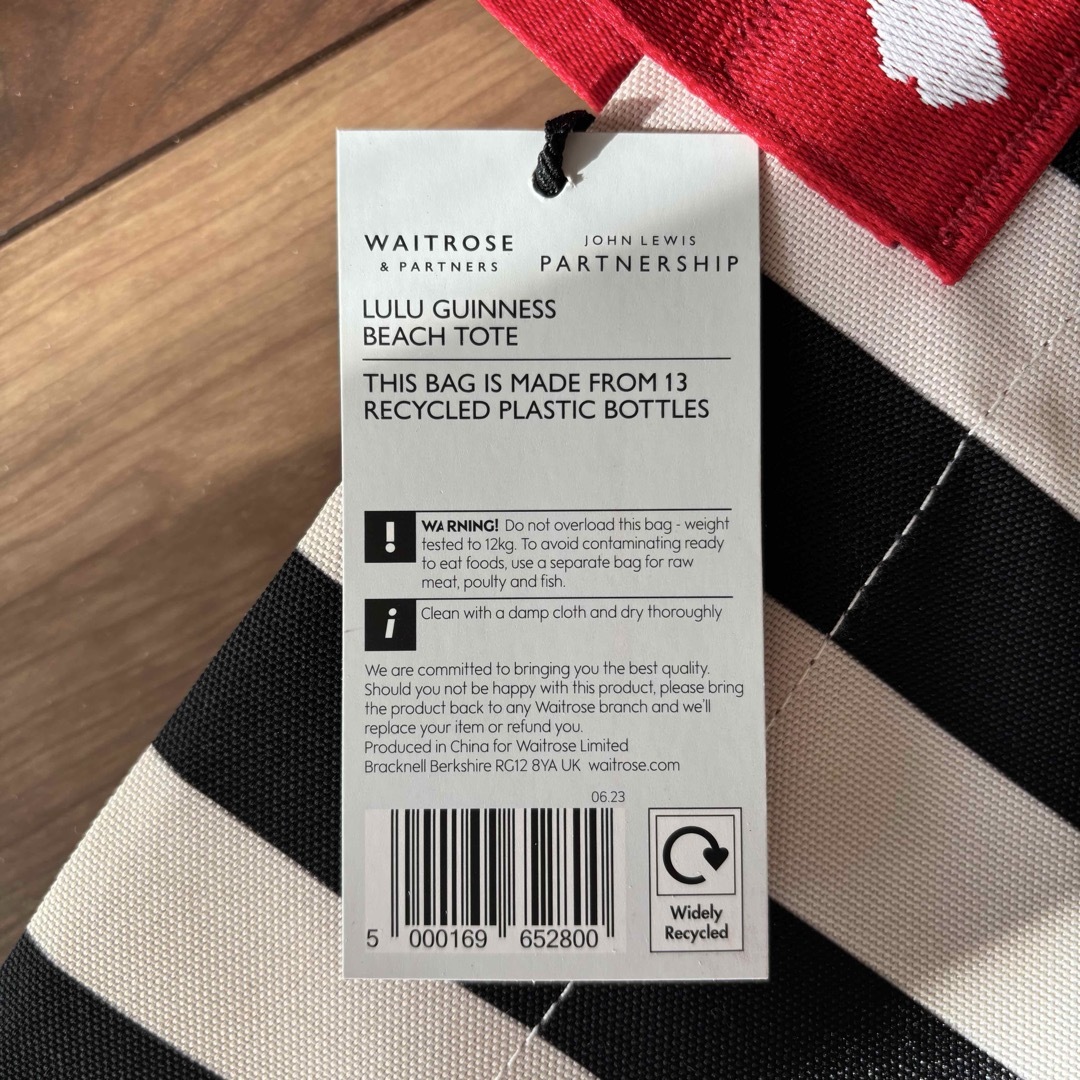 WAITROSE
& PARTNERS
JOHN LEWIS
PARTNERSHIP
LULU GUINNESS
BEACH TOTE
THIS BAG IS MADE FROM 13
RECYCLED PLASTIC BOTTLES
! WARNING! Do not overload this bag - weight
tested to 12kg. To avoid contaminating ready
to eat foods, use a separate bag for raw
meat, poulty and fish.
i Clean with a damp cloth and dry thoroughly
We are committed to bringing you the best quality.
Should you not be happy with this product, please bring
the product back to any Waitrose branch and we'll
replace your item or refund you.
Produced in China for Waitrose Limited
Bracknell Berkshire RG12 8YA UK waitrose.com
06.23
5 000169 652800
Widely
Recycled